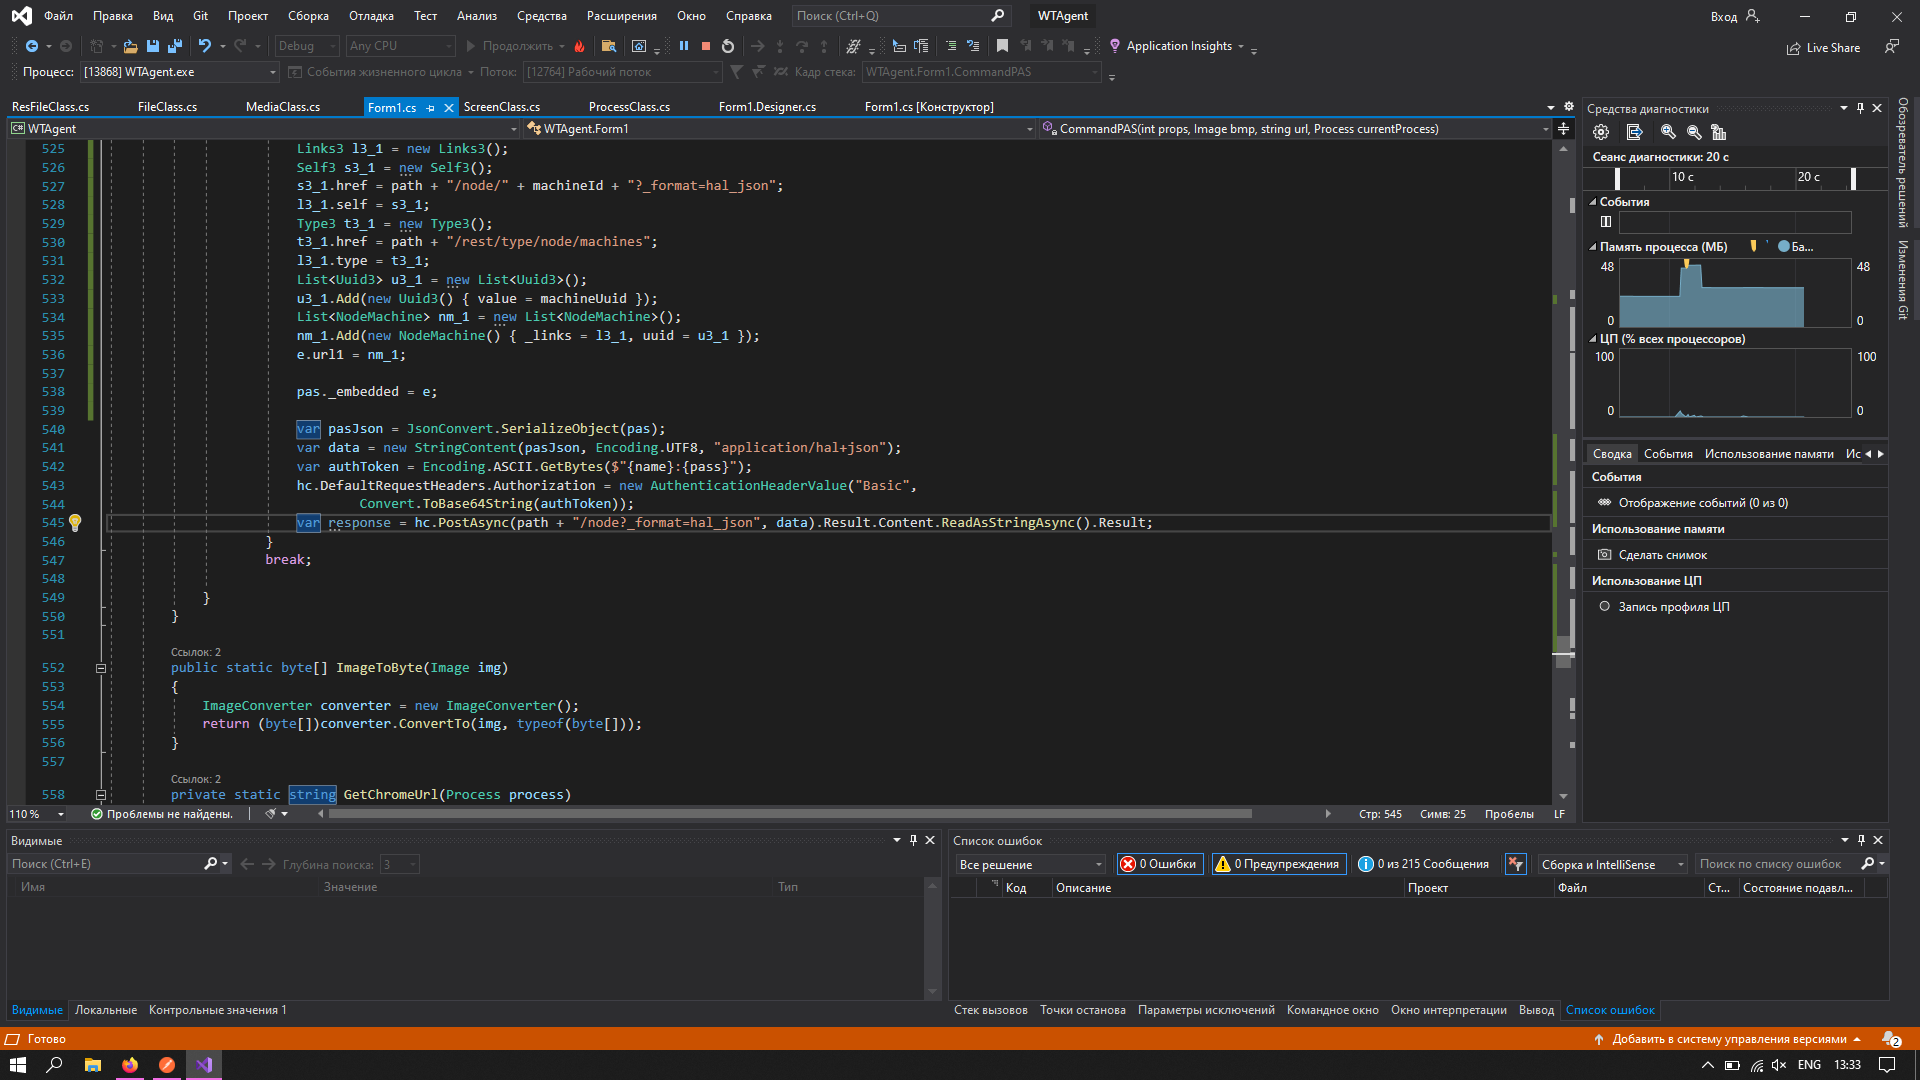 Файл Правка Вид Git Проект Сборка Отладка Тест Анализ Средства Расширения Окно Справка Поиск (Ctrl+Q) WTAgent Вход
Debug Any CPU Продолжить Application Insights Live Share
Процесс: [13868] WTAgent.exe События жизненного цикла Поток: [12764] Рабочий поток Кадр стека: WTAgent.Form1.CommandPAS
ResFileClass.cs FileClass.cs MediaClass.cs Form1.cs ScreenClass.cs ProcessClass.cs Form1.Designer.cs Form1.cs [Конструктор]
WTAgent WTAgent.Form1 CommandPAS(int props, Image bmp, string url, Process currentProcess)
525 Links3 l3_1 = new Links3();
526 Self3 s3_1 = new Self3();
527 s3_1.href = path + "/node/" + machineId + "?_format=hal_json";
528 l3_1.self = s3_1;
529 Type3 t3_1 = new Type3();
530 t3_1.href = path + "/rest/type/node/machines";
531 l3_1.type = t3_1;
532 List<Uuid3> u3_1 = new List<Uuid3>();
533 u3_1.Add(new Uuid3() { value = machineUuid });
534 List<NodeMachine> nm_1 = new List<NodeMachine>();
535 nm_1.Add(new NodeMachine() { _links = l3_1, uuid = u3_1 });
536 e.url1 = nm_1;
537
538 pas._embedded = e;
539
540 var pasJson = JsonConvert.SerializeObject(pas);
541 var data = new StringContent(pasJson, Encoding.UTF8, "application/hal+json");
542 var authToken = Encoding.ASCII.GetBytes($"{name}:{pass}");
543 hc.DefaultRequestHeaders.Authorization = new AuthenticationHeaderValue("Basic",
544 Convert.ToBase64String(authToken));
545 var response = hc.PostAsync(path + "/node?_format=hal_json", data).Result.Content.ReadAsStringAsync().Result;
546 }
547 break;
548
549 }
550 }
551
Ссылок: 2
552 public static byte[] ImageToByte(Image img)
553 {
554 ImageConverter converter = new ImageConverter();
555 return (byte[])converter.ConvertTo(img, typeof(byte[]));
556 }
557
Ссылок: 2
558 private static string GetChromeUrl(Process process)
110 % Проблемы не найдены. Стр: 545 Симв: 25 Пробелы LF
Средства диагностики
Сеанс диагностики: 20 с
10 с 20 с
События
Память процесса (МБ) Ба...
48 48
0 0
ЦП (% всех процессоров)
100 100
0 0
Сводка События Использование памяти Ис
События
Отображение событий (0 из 0)
Использование памяти
Сделать снимок
Использование ЦП
Запись профиля ЦП
Обозреватель решений
Изменения Git
Видимые
Поиск (Ctrl+E) Глубина поиска: 3
Имя Значение Тип
Видимые Локальные Контрольные значения 1
Список ошибок
Все решение 0 Ошибки 0 Предупреждения 0 из 215 Сообщения Сборка и IntelliSense Поиск по списку ошибок
Код Описание Проект Файл Ст... Состояние подавл...
Стек вызовов Точки останова Параметры исключений Командное окно Окно интерпретации Вывод Список ошибок
Готово Добавить в систему управления версиями 2
ENG 13:33